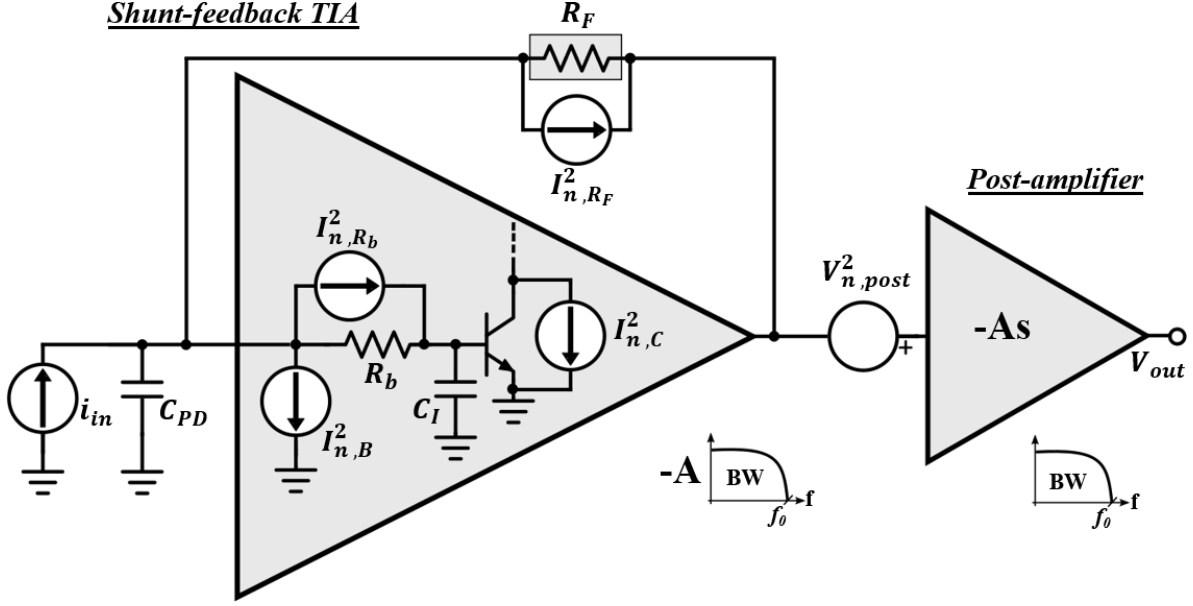 Shunt-feedback TIA
R_F
I²_n,R_F
Post-amplifier
I²_n,R_b
V²_n,post
I²_n,C
-As
+
R_b
V_out
i_in
C_PD
C_I
I²_n,B
-A
BW
f
f_0
BW
f
f_0